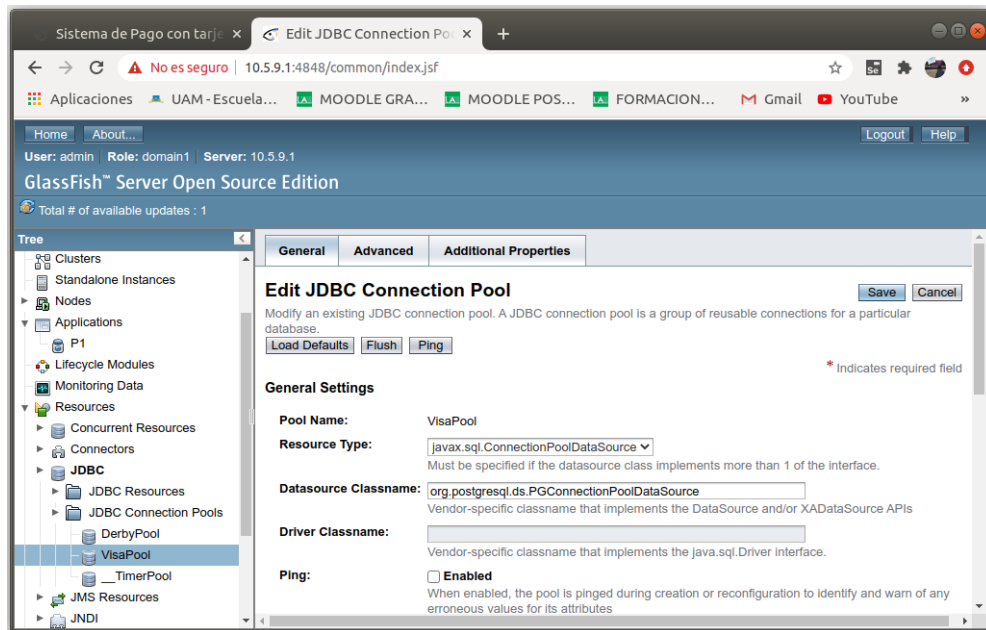 Sistema de Pago con tarje
Edit JDBC Connection Poo
No es seguro | 10.5.9.1:4848/common/index.jsf
Aplicaciones UAM-Escuela... MOODLE GRA... MOODLE POS... FORMACION... Gmail YouTube »
Home About... Logout Help
User: admin Role: domain1 Server: 10.5.9.1
GlassFish™ Server Open Source Edition
Total # of available updates : 1
Tree
Clusters
Standalone Instances
Nodes
Applications
P1
Lifecycle Modules
Monitoring Data
Resources
Concurrent Resources
Connectors
JDBC
JDBC Resources
JDBC Connection Pools
DerbyPool
VisaPool
__TimerPool
JMS Resources
JNDI
General Advanced Additional Properties
Edit JDBC Connection Pool
Save Cancel
Modify an existing JDBC connection pool. A JDBC connection pool is a group of reusable connections for a particular
database.
Load Defaults Flush Ping
* Indicates required field
General Settings
Pool Name: VisaPool
Resource Type: javax.sql.ConnectionPoolDataSource
Must be specified if the datasource class implements more than 1 of the interface.
Datasource Classname: org.postgresql.ds.PGConnectionPoolDataSource
Vendor-specific classname that implements the DataSource and/or XADataSource APIs
Driver Classname:
Vendor-specific classname that implements the java.sql.Driver interface.
Ping: Enabled
When enabled, the pool is pinged during creation or reconfiguration to identify and warn of any
erroneous values for its attributes